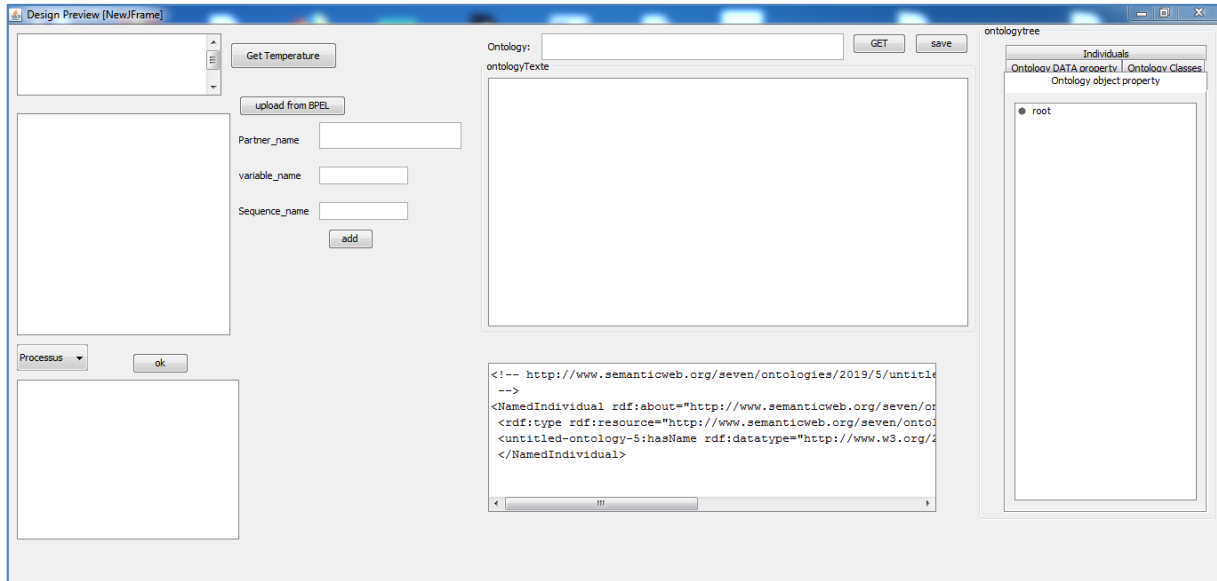 Design Preview [NewJFrame]
Get Temperature
upload from BPEL
Partner_name
variable_name
Sequence_name
add
Processus
ok
Ontology:
GET
save
ontologyTexte
<!-- http://www.semanticweb.org/seven/ontologies/2019/5/untitle
-->
<NamedIndividual rdf:about="http://www.semanticweb.org/seven/on
<rdf:type rdf:resource="http://www.semanticweb.org/seven/ontol
<untitled-ontology-5:hasName rdf:datatype="http://www.w3.org/2
</NamedIndividual>
ontologytree
Individuals
Ontology DATA property
Ontology Classes
Ontology object property
root